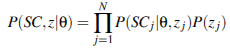 P(SC,z|θ) = ∏_{j=1}^{N} P(SC_j|θ,z_j)P(z_j)